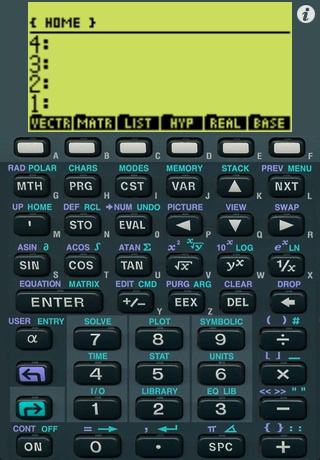 { HOME }
i
4:
3:
2:
1:
VECTR MATR LIST HYP REAL BASE
A B C D E F
RAD POLAR CHARS MODES MEMORY STACK PREV MENU
MTH G PRG H CST I VAR J ▲ K NXT L
UP HOME DEF RCL →NUM UNDO PICTURE VIEW SWAP
' M STO N EVAL O ◀ P ▼ Q ▶ R
ASIN ∂ ACOS ∫ ATAN Σ x² ˣ√y 10ˣ LOG eˣ LN
SIN S COS T TAN U √x V yˣ W 1/x X
EQUATION MATRIX EDIT CMD PURG ARG CLEAR DROP
ENTER +/− Y EEX Z DEL
USER ENTRY SOLVE PLOT SYMBOLIC ( ) #
α 7 8 9 ÷
TIME STAT UNITS [ ] _
4 5 6 ×
I/O LIBRARY EQ LIB << >> " "
1 2 3 −
CONT OFF = → , ↵ π ∠ { } : :
ON 0 . SPC +